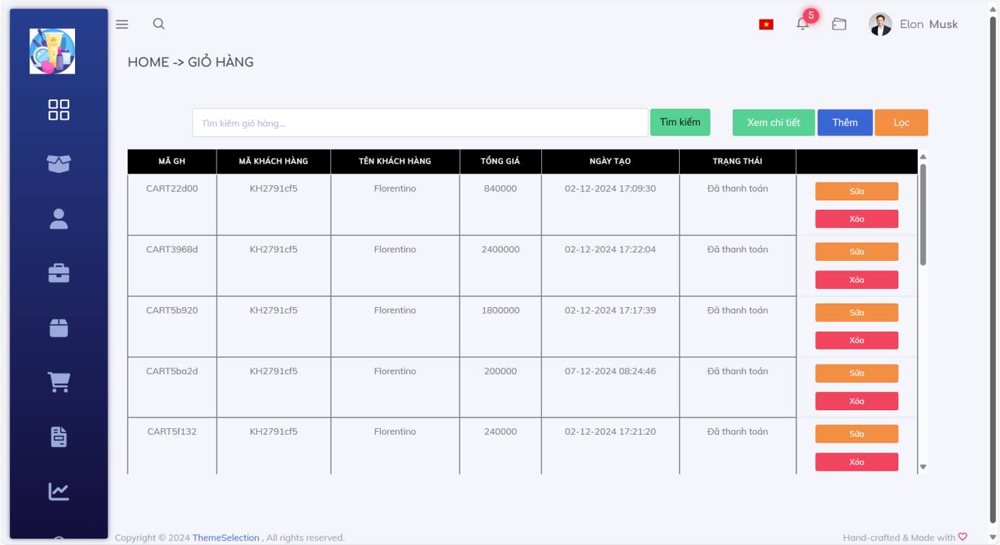 5
Elon Musk
HOME -> GIỎ HÀNG
Tìm kiếm giỏ hàng...
Tìm kiếm
Xem chi tiết
Thêm
Lọc
MÃ GH MÃ KHÁCH HÀNG TÊN KHÁCH HÀNG TỔNG GIÁ NGÀY TẠO TRẠNG THÁI
CART22d00 KH2791cf5 Florentino 840000 02-12-2024 17:09:30 Đã thanh toán Sửa
Xóa
CART3968d KH2791cf5 Florentino 2400000 02-12-2024 17:22:04 Đã thanh toán Sửa
Xóa
CART5b920 KH2791cf5 Florentino 1800000 02-12-2024 17:17:39 Đã thanh toán Sửa
Xóa
CART5ba2d KH2791cf5 Florentino 200000 07-12-2024 08:24:46 Đã thanh toán Sửa
Xóa
CART5f132 KH2791cf5 Florentino 240000 02-12-2024 17:21:20 Đã thanh toán Sửa
Xóa
Copyright © 2024 ThemeSelection , All rights reserved.
Hand-crafted & Made with